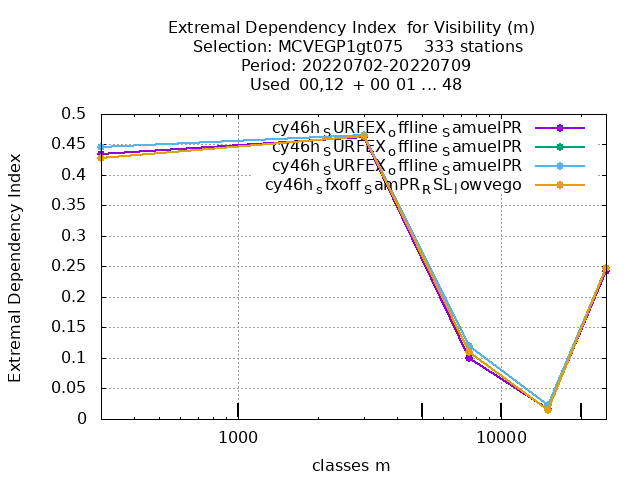 Extremal Dependency Index  for Visibility (m)
Selection: MCVEGP1gt075    333 stations
Period: 20220702-20220709
Used  00,12  + 00 01 ... 48
cy46h_SURFEX_offline_SamuelPR
cy46h_SURFEX_offline_SamuelPR
cy46h_SURFEX_offline_SamuelPR
cy46h_sfxoff_SamPR_RSL_lowvego
0.5
0.45
0.4
0.35
0.3
0.25
0.2
0.15
0.1
0.05
0
Extremal Dependency Index
1000 10000
classes m